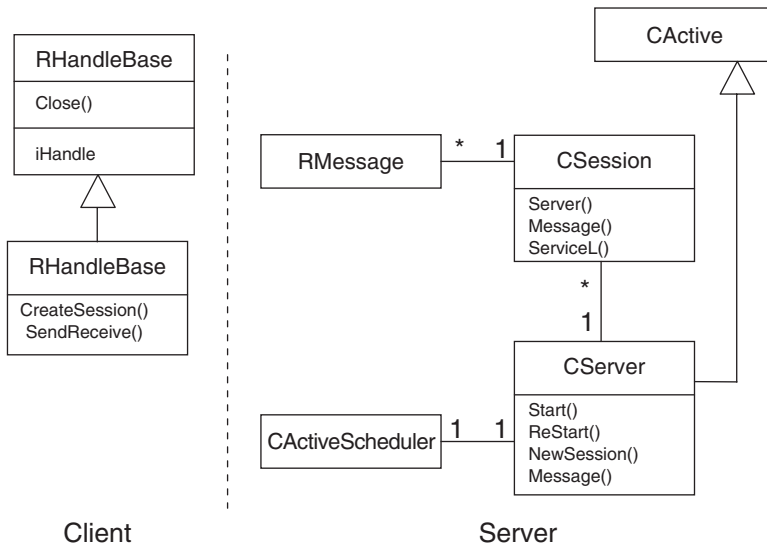 RHandleBase
Close()
iHandle
RHandleBase
CreateSession()
SendReceive()
CActive
RMessage
*
1
CSession
Server()
Message()
ServiceL()
*
1
CServer
Start()
ReStart()
NewSession()
Message()
CActiveScheduler
1
1
Client
Server